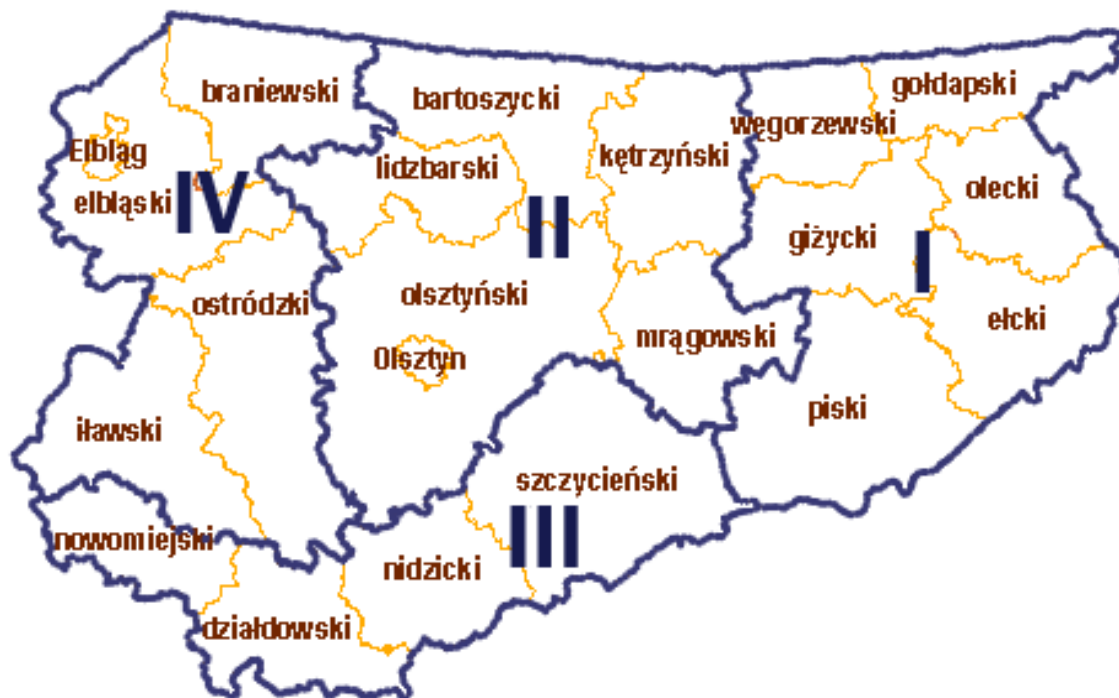 gołdapski
braniewski
bartoszycki
węgorzewski
Elbląg
kętrzyński
lidzbarski
olecki
elbląski
IV
II
giżycki
I
ostródzki
olsztyński
ełcki
mrągowski
Olsztyn
piski
iławski
szczycieński
III
nowomiejski
nidzicki
działdowski